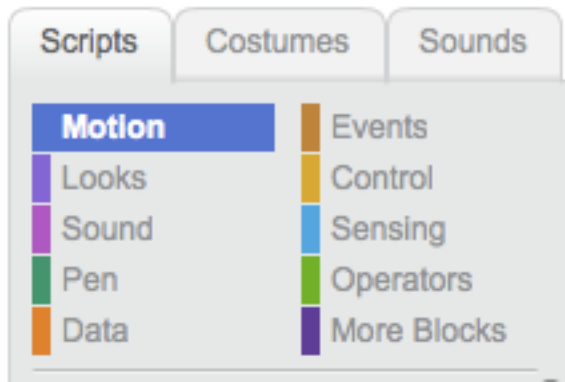 Scripts Costumes Sounds
Motion Events
Looks Control
Sound Sensing
Pen Operators
Data More Blocks